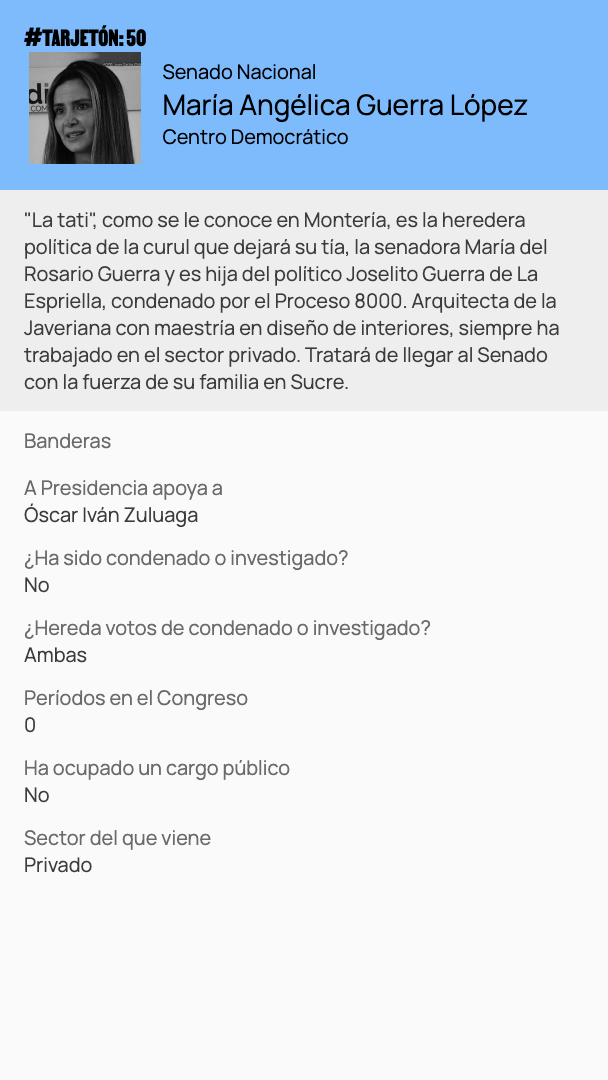 #TARJETÓN: 50
di
COM
Senado Nacional
María Angélica Guerra López
Centro Democrático
"La tati", como se le conoce en Montería, es la heredera
política de la curul que dejará su tía, la senadora María del
Rosario Guerra y es hija del político Joselito Guerra de La
Espriella, condenado por el Proceso 8000. Arquitecta de la
Javeriana con maestría en diseño de interiores, siempre ha
trabajado en el sector privado. Tratará de llegar al Senado
con la fuerza de su familia en Sucre.
Banderas
A Presidencia apoya a
Óscar Iván Zuluaga
¿Ha sido condenado o investigado?
No
¿Hereda votos de condenado o investigado?
Ambas
Períodos en el Congreso
0
Ha ocupado un cargo público
No
Sector del que viene
Privado